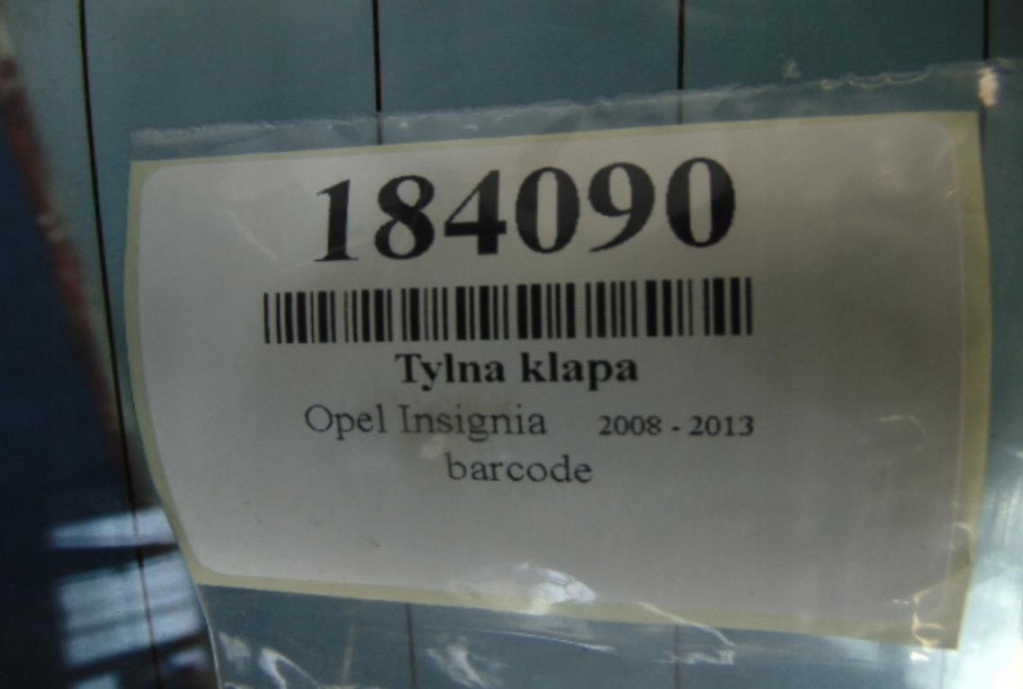 184090
Tylna klapa
Opel Insignia 2008 - 2013
barcode